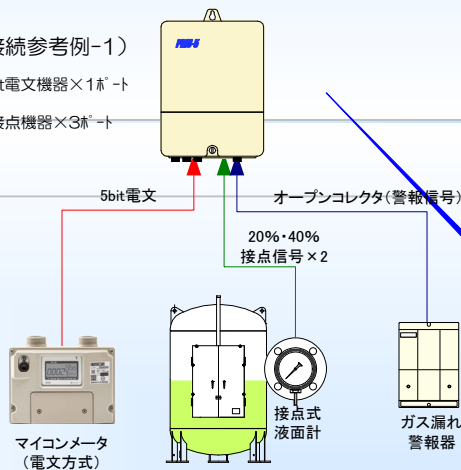 接続参考例-1）
t電文機器×1ﾎﾟｰﾄ
接点機器×3ﾎﾟｰﾄ
5bit電文
オープンコレクタ(警報信号)
20%・40%
接点信号×2
マイコンメータ
(電文方式)
接点式
液面計
ガス漏れ
警報器